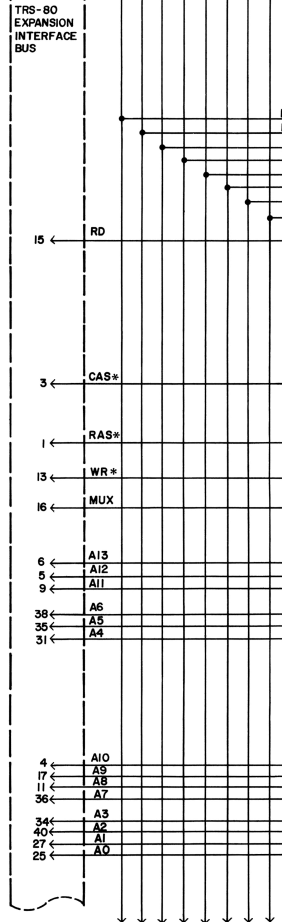 TRS-80
EXPANSION
INTERFACE
BUS
15 RD
3 CAS*
1 RAS*
13 WR*
16 MUX
6 A13
5 A12
9 A11
38 A6
35 A5
31 A4
4 A10
17 A9
11 A8
36 A7
34 A3
40 A2
27 A1
25 A0